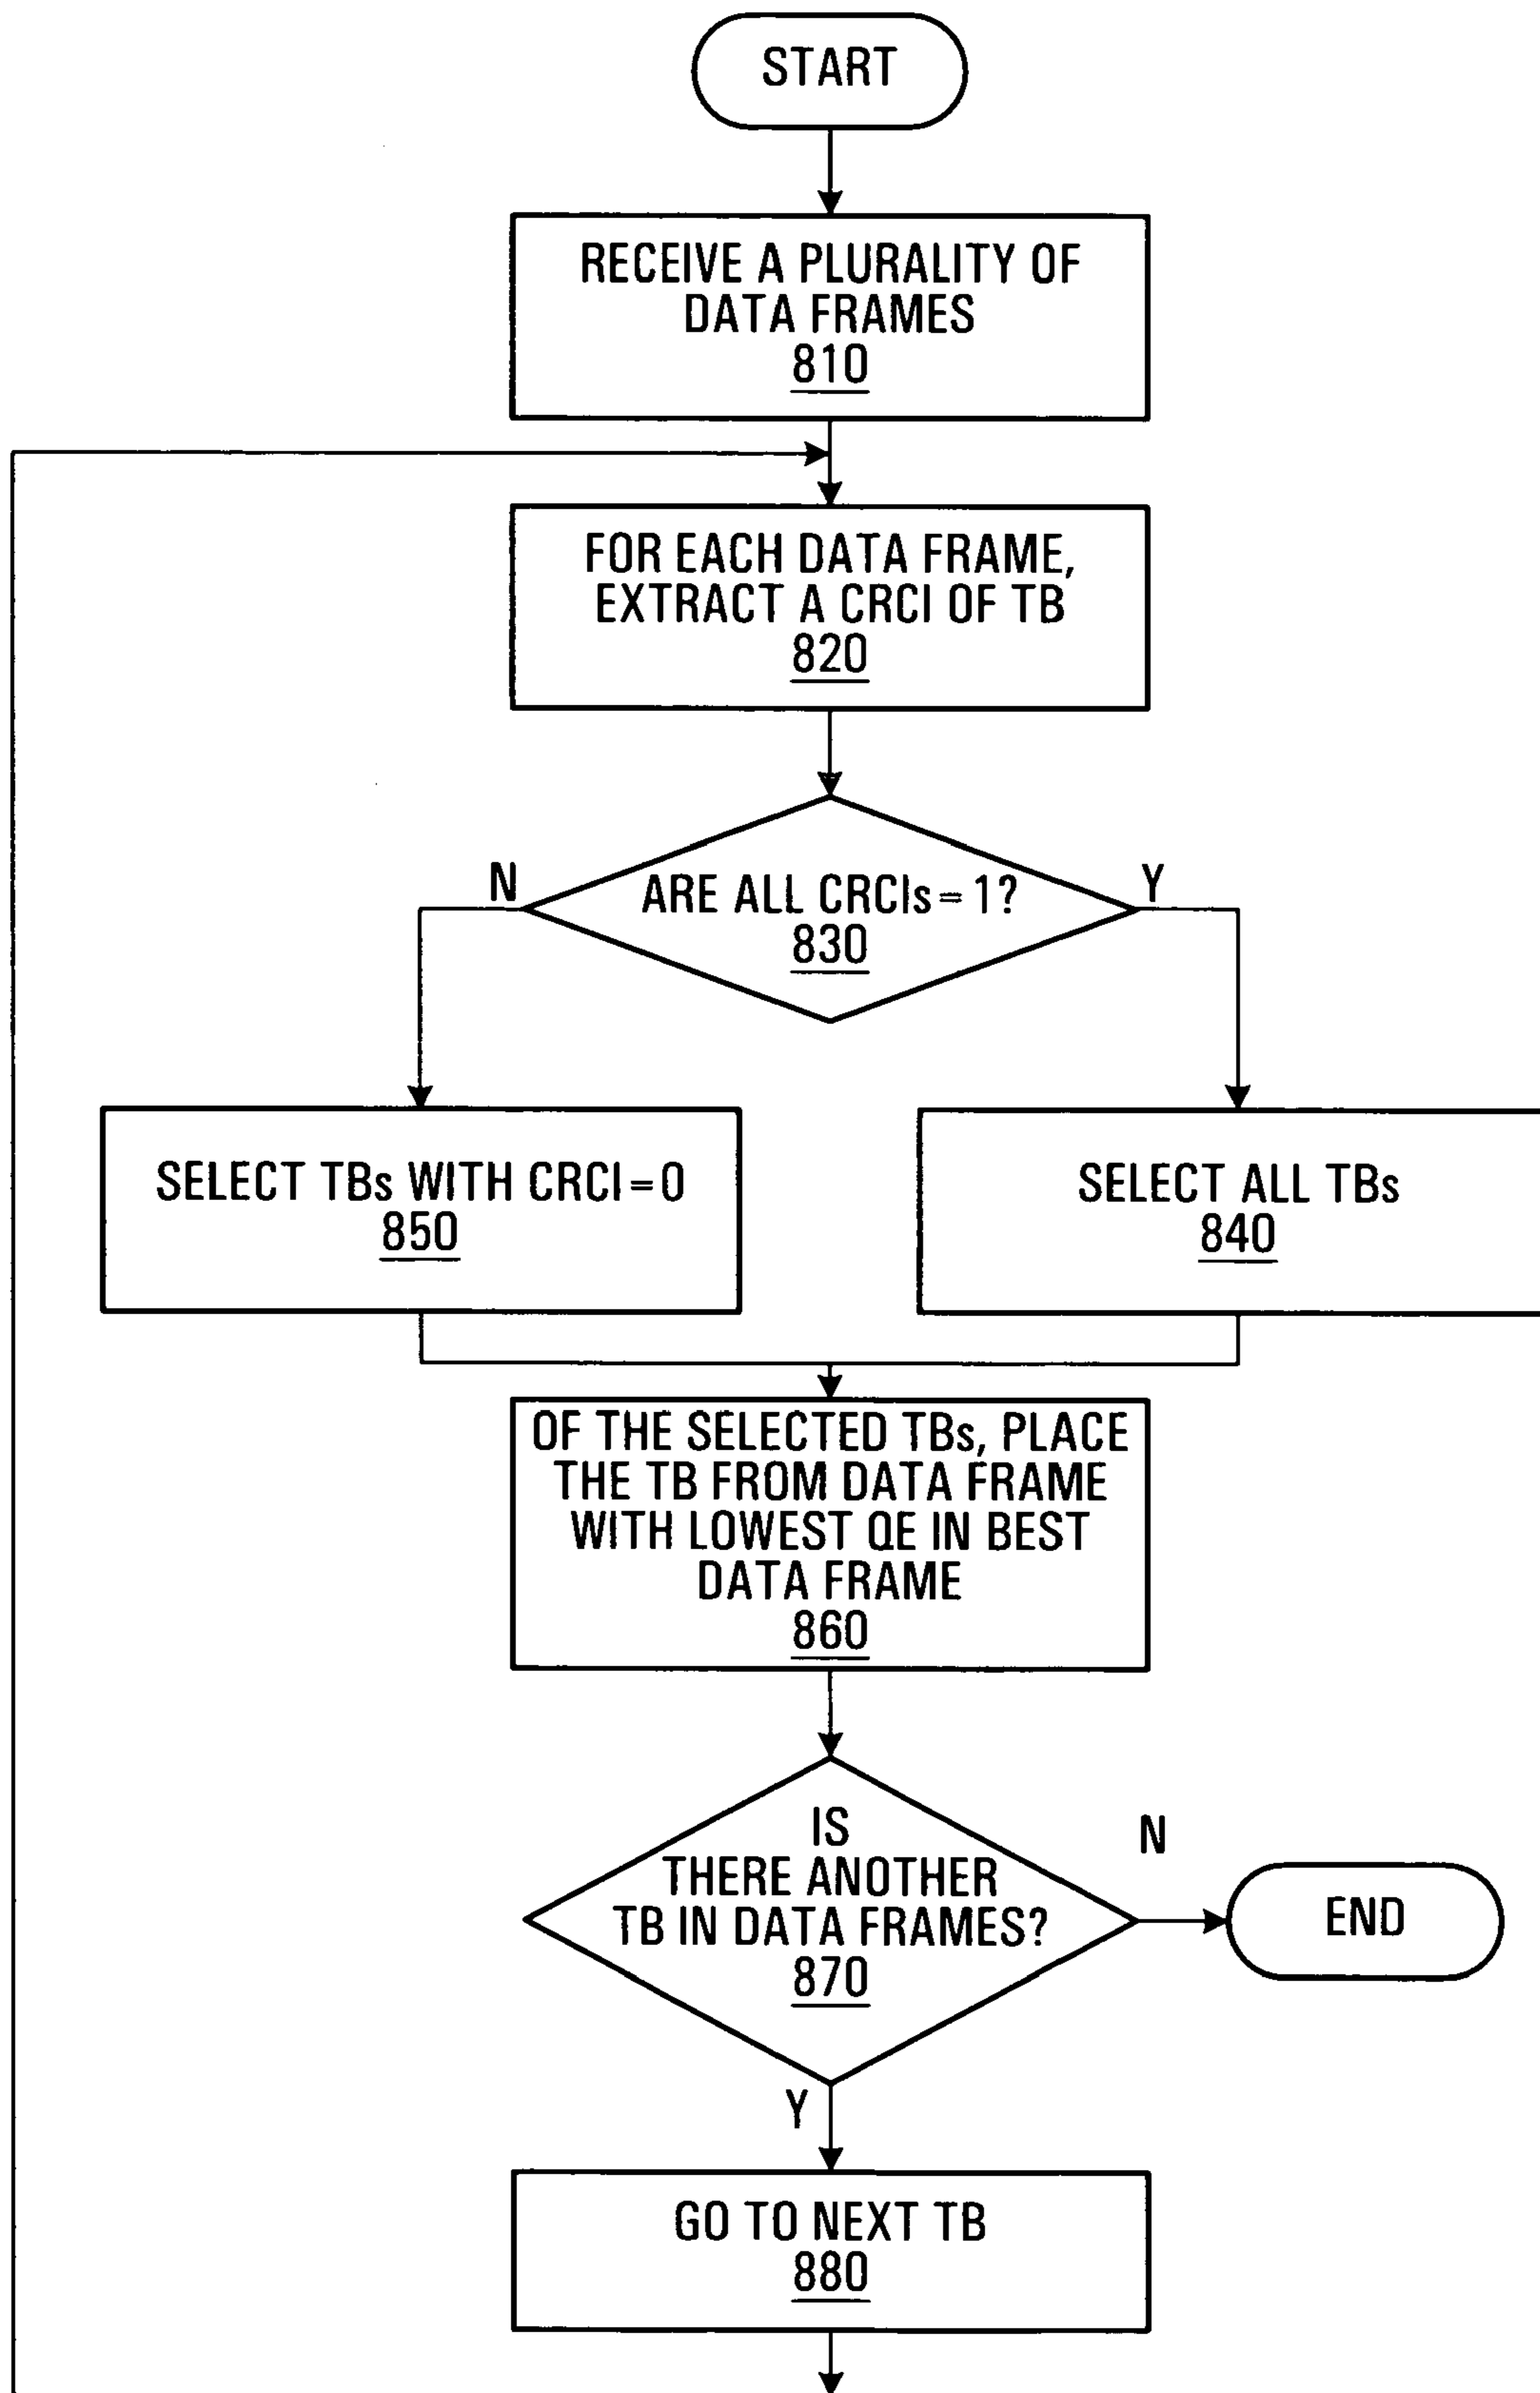 START
RECEIVE A PLURALITY OF
DATA FRAMES
810
FOR EACH DATA FRAME,
EXTRACT A CRCI OF TB
820
N
Y
ARE ALL CRCIs = 1?
830
SELECT TBs WITH CRCI = 0
850
SELECT ALL TBs
840
OF THE SELECTED TBs, PLACE
THE TB FROM DATA FRAME
WITH LOWEST QE IN BEST
DATA FRAME
860
IS
THERE ANOTHER
TB IN DATA FRAMES?
870
N
END
Y
GO TO NEXT TB
880